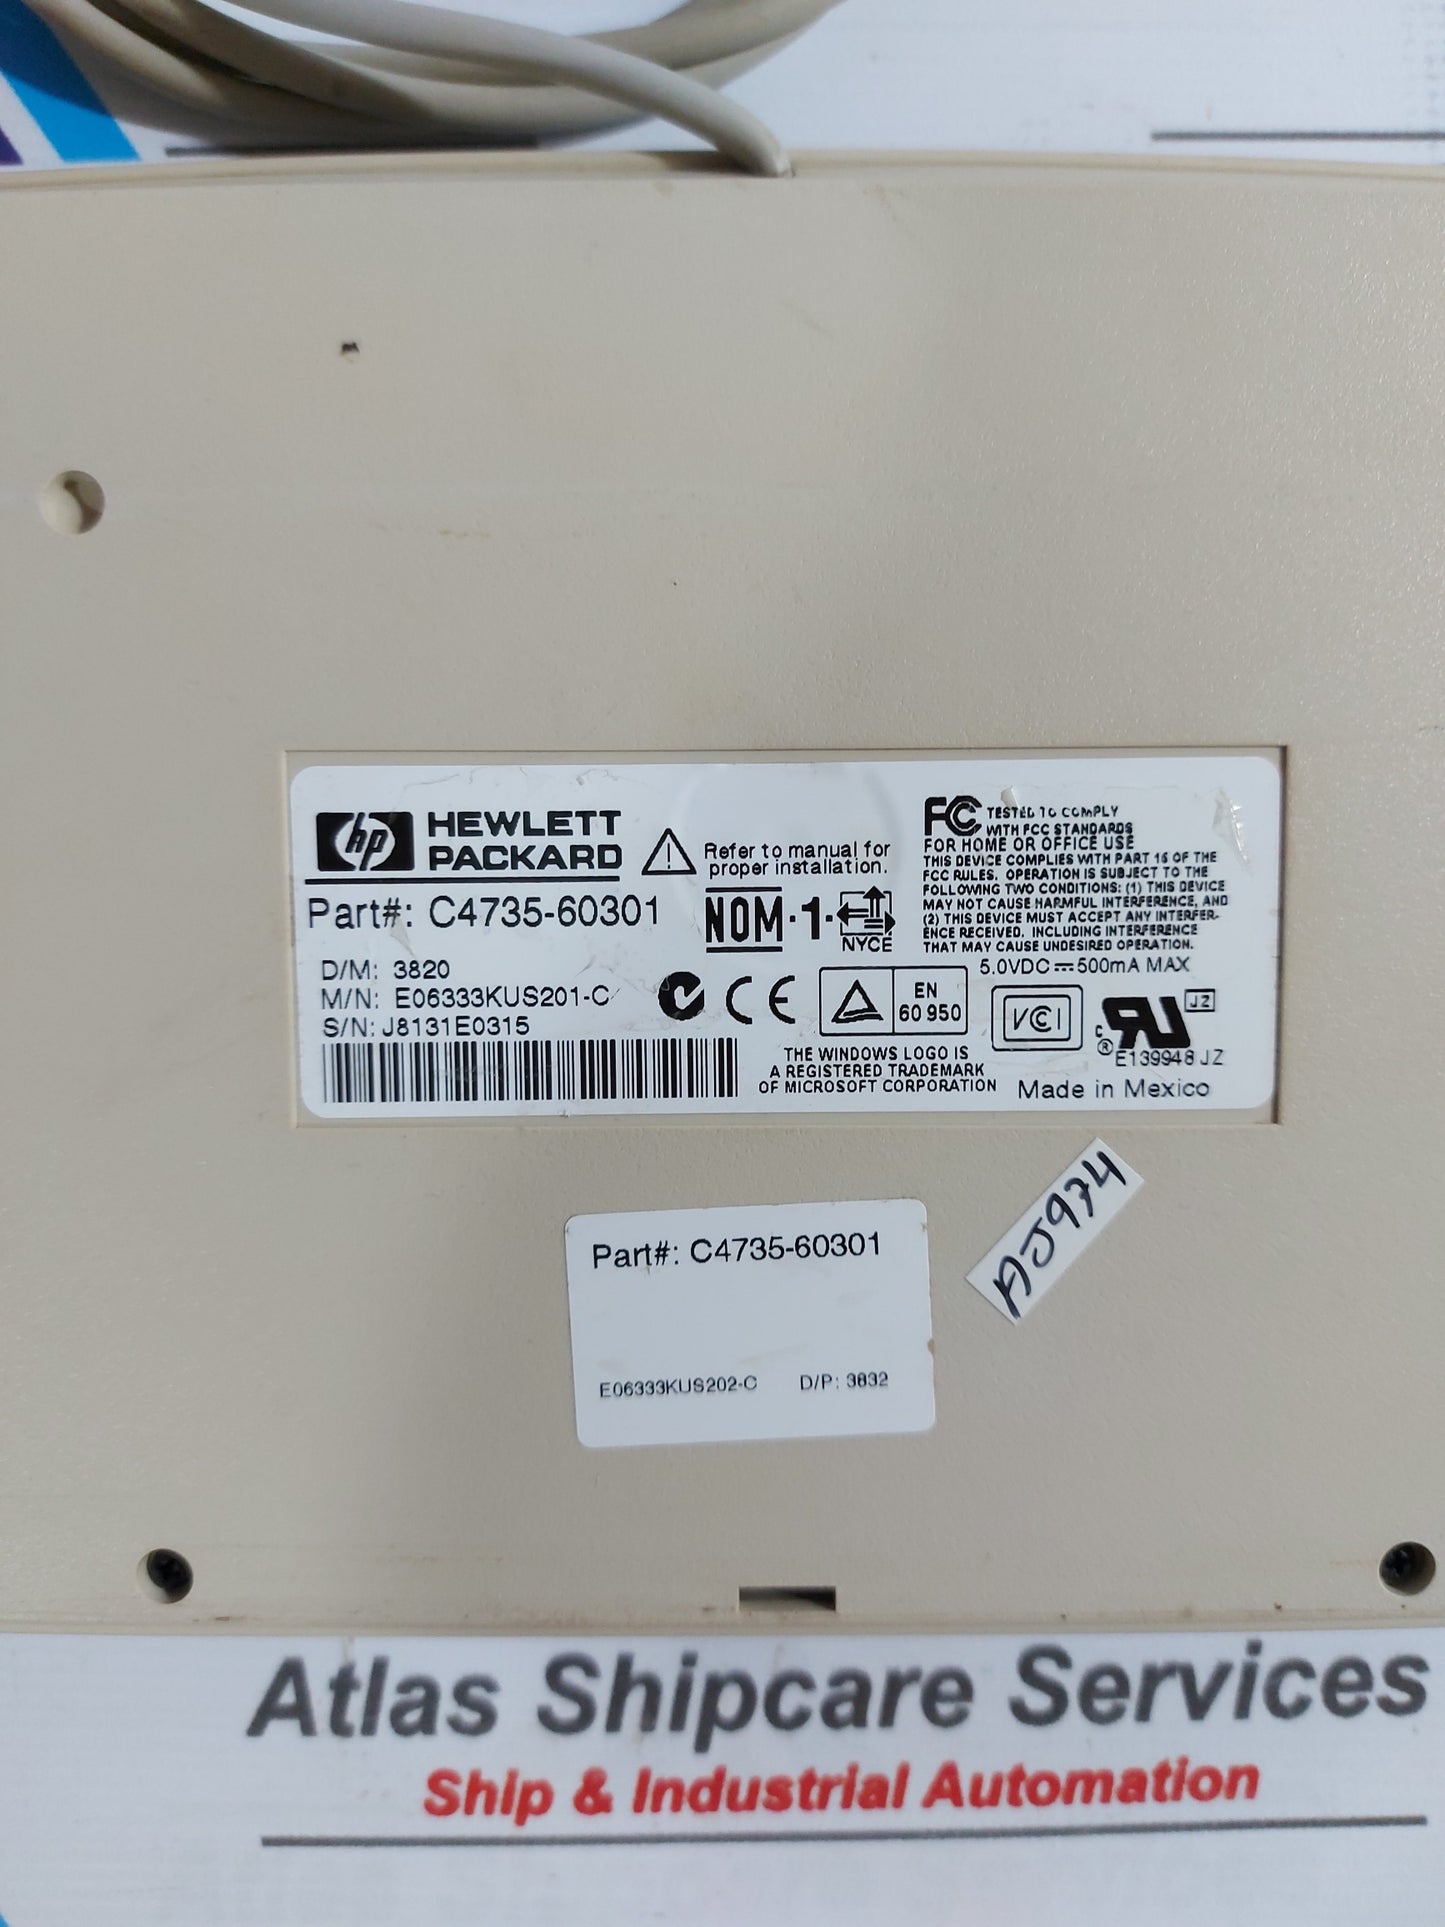 hp HEWLETT
PACKARD
Part#: C4735-60301
D/M: 3820
M/N: E06333KUS201-C
S/N: J8131E0315
Refer to manual for
proper installation.
NOM-1
NYCE
CE
EN
60 950
THE WINDOWS LOGO IS
A REGISTERED TRADEMARK
OF MICROSOFT CORPORATION
FC TESTED TO COMPLY
WITH FCC STANDARDS
FOR HOME OR OFFICE USE
THIS DEVICE COMPLIES WITH PART 15 OF THE
FCC RULES. OPERATION IS SUBJECT TO THE
FOLLOWING TWO CONDITIONS: (1) THIS DEVICE
MAY NOT CAUSE HARMFUL INTERFERENCE, AND
(2) THIS DEVICE MUST ACCEPT ANY INTERFER-
ENCE RECEIVED. INCLUDING INTERFERENCE
THAT MAY CAUSE UNDESIRED OPERATION.
5.0VDC ⎓ 500mA MAX
VCCI
c RU ® JZ
E139948 JZ
Made in Mexico
AJ974
Part#: C4735-60301
E06333KUS202-C D/P: 3832
Atlas Shipcare Services
Ship & Industrial Automation